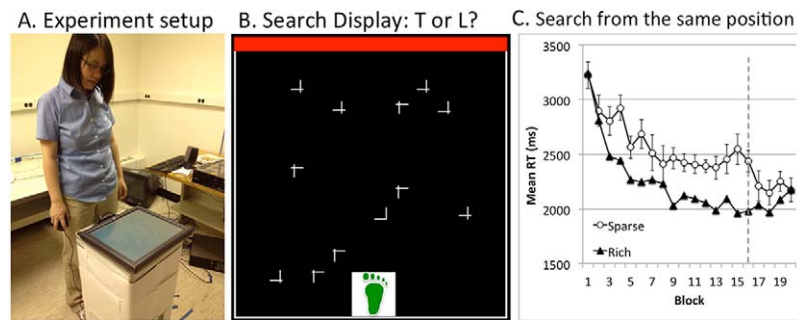 A. Experiment setup
B. Search Display: T or L?
C. Search from the same position
3500
3000
2500
2000
1500
Mean RT (ms)
Sparse
Rich
1 3 5 7 9 11 13 15 17 19
Block